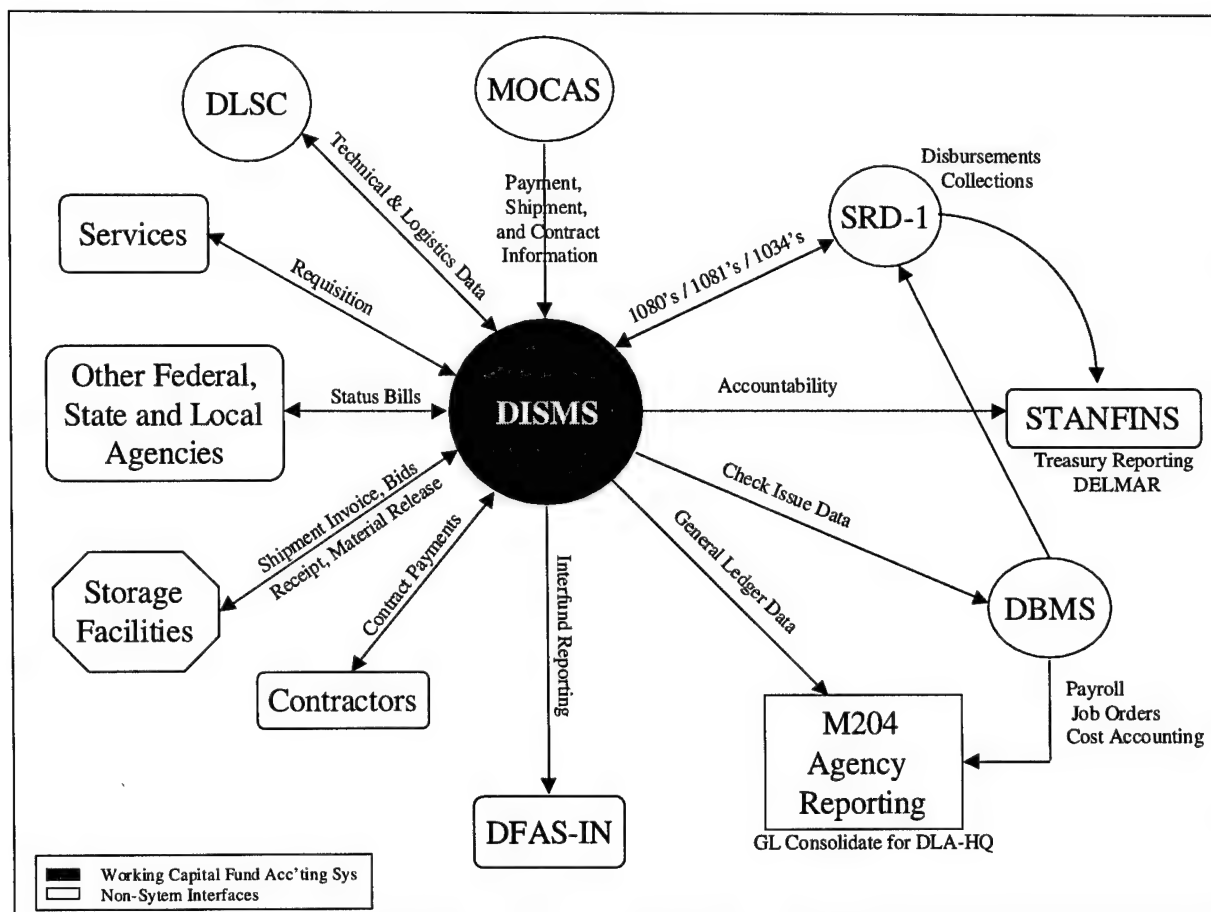 DLSC
MOCAS
Technical & Logistics Data
Payment,
Shipment,
and Contract
Information
Disbursements
Collections
SRD-1
Services
Requisition
1080's / 1081's / 1034's
Other Federal,
State and Local
Agencies
Status Bills
DISMS
Accountability
STANFINS
Treasury Reporting
DELMAR
Check Issue Data
Shipment Invoice, Bids
Receipt, Material Release
Storage
Facilities
Contract Payments
Contractors
Interfund Reporting
General Ledger Data
DBMS
Payroll
Job Orders
Cost Accounting
M204
Agency
Reporting
GL Consolidate for DLA-HQ
DFAS-IN
Working Capital Fund Acc'ting Sys
Non-Sytem Interfaces